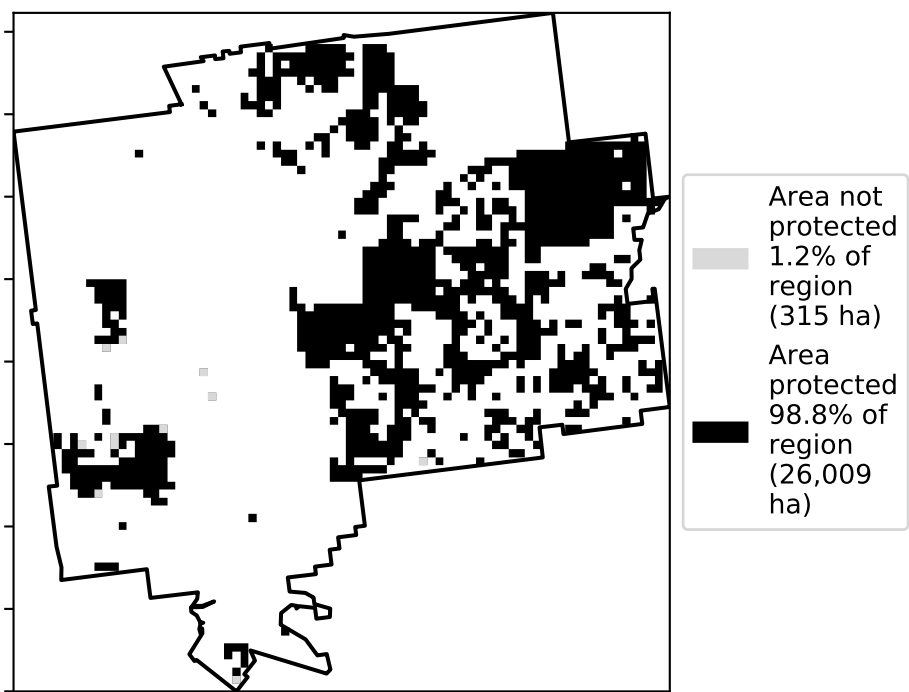 Area not
protected
1.2% of
region
(315 ha)
Area
protected
98.8% of
region
(26,009
ha)